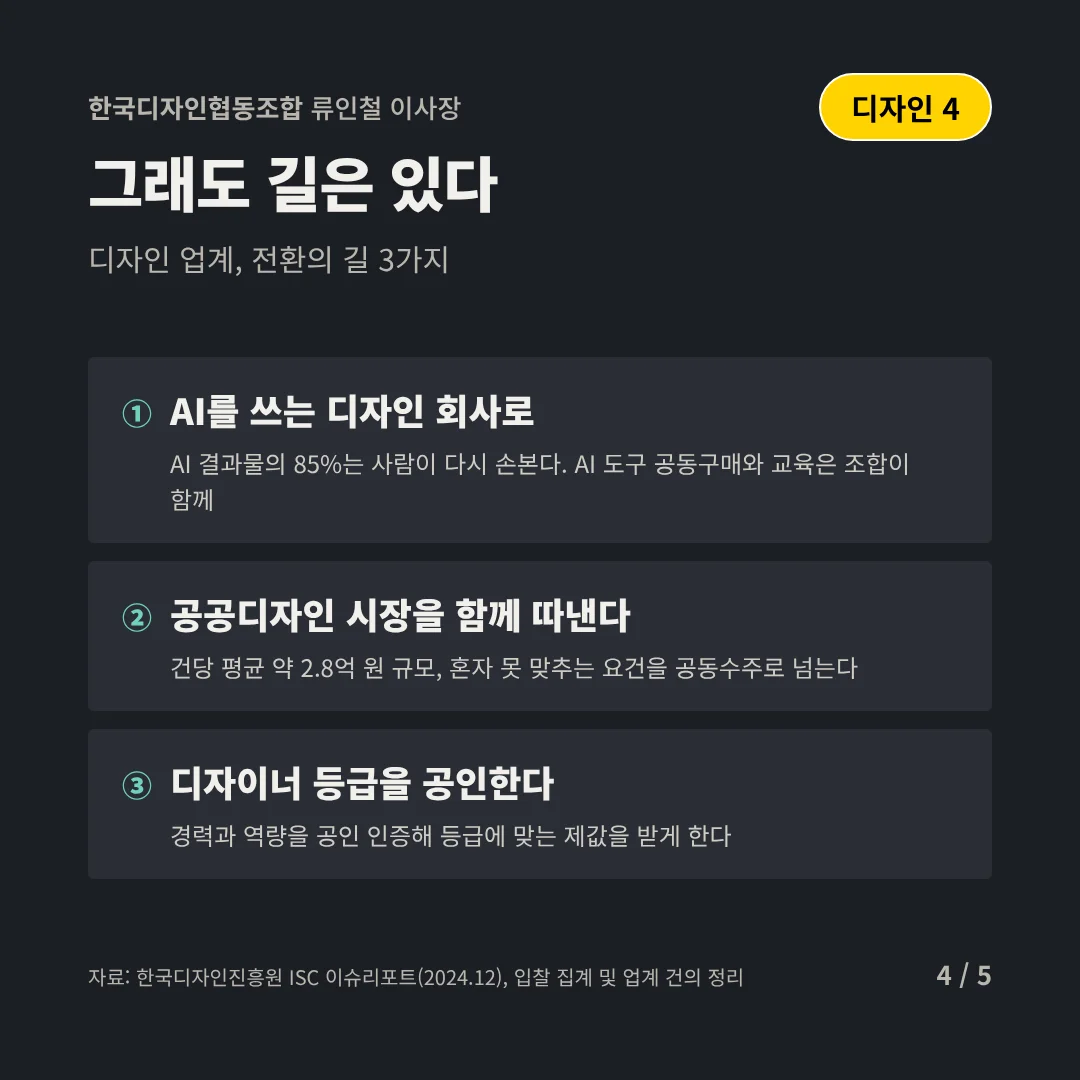 한국디자인협동조합 류인철 이사장
디자인 4
그래도 길은 있다
디자인 업계, 전환의 길 3가지
① AI를 쓰는 디자인 회사로
AI 결과물의 85%는 사람이 다시 손본다. AI 도구 공동구매와 교육은 조합이
함께
② 공공디자인 시장을 함께 따낸다
건당 평균 약 2.8억 원 규모, 혼자 못 맞추는 요건을 공동수주로 넘는다
③ 디자이너 등급을 공인한다
경력과 역량을 공인 인증해 등급에 맞는 제값을 받게 한다
자료: 한국디자인진흥원 ISC 이슈리포트(2024.12), 입찰 집계 및 업계 건의 정리
4 / 5